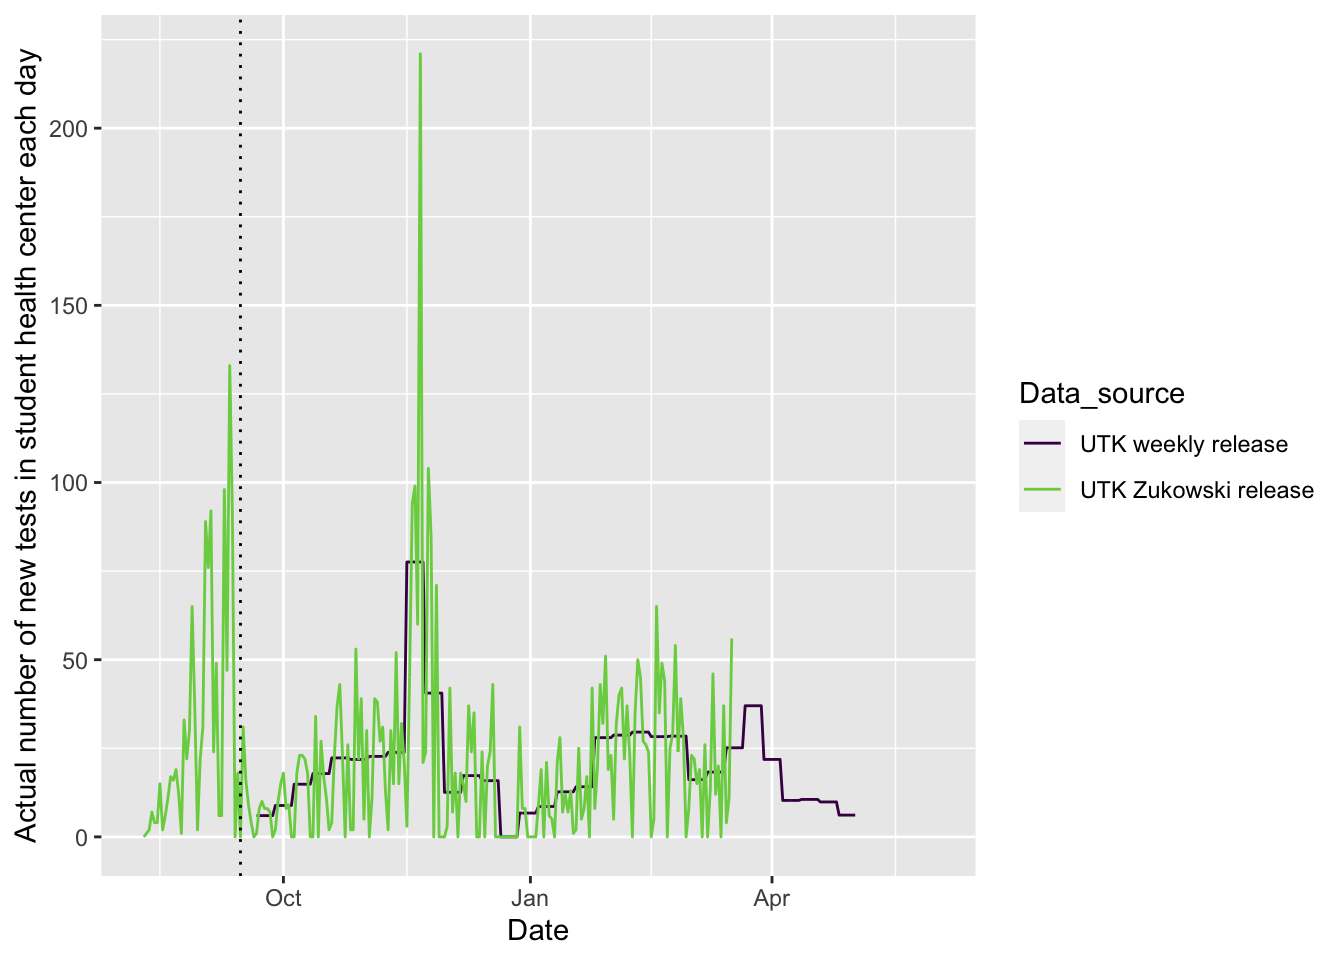 Actual number of new tests in student health center each day
200
150
100
50
0
Oct
Jan
Apr
Date
Data_source
UTK weekly release
UTK Zukowski release